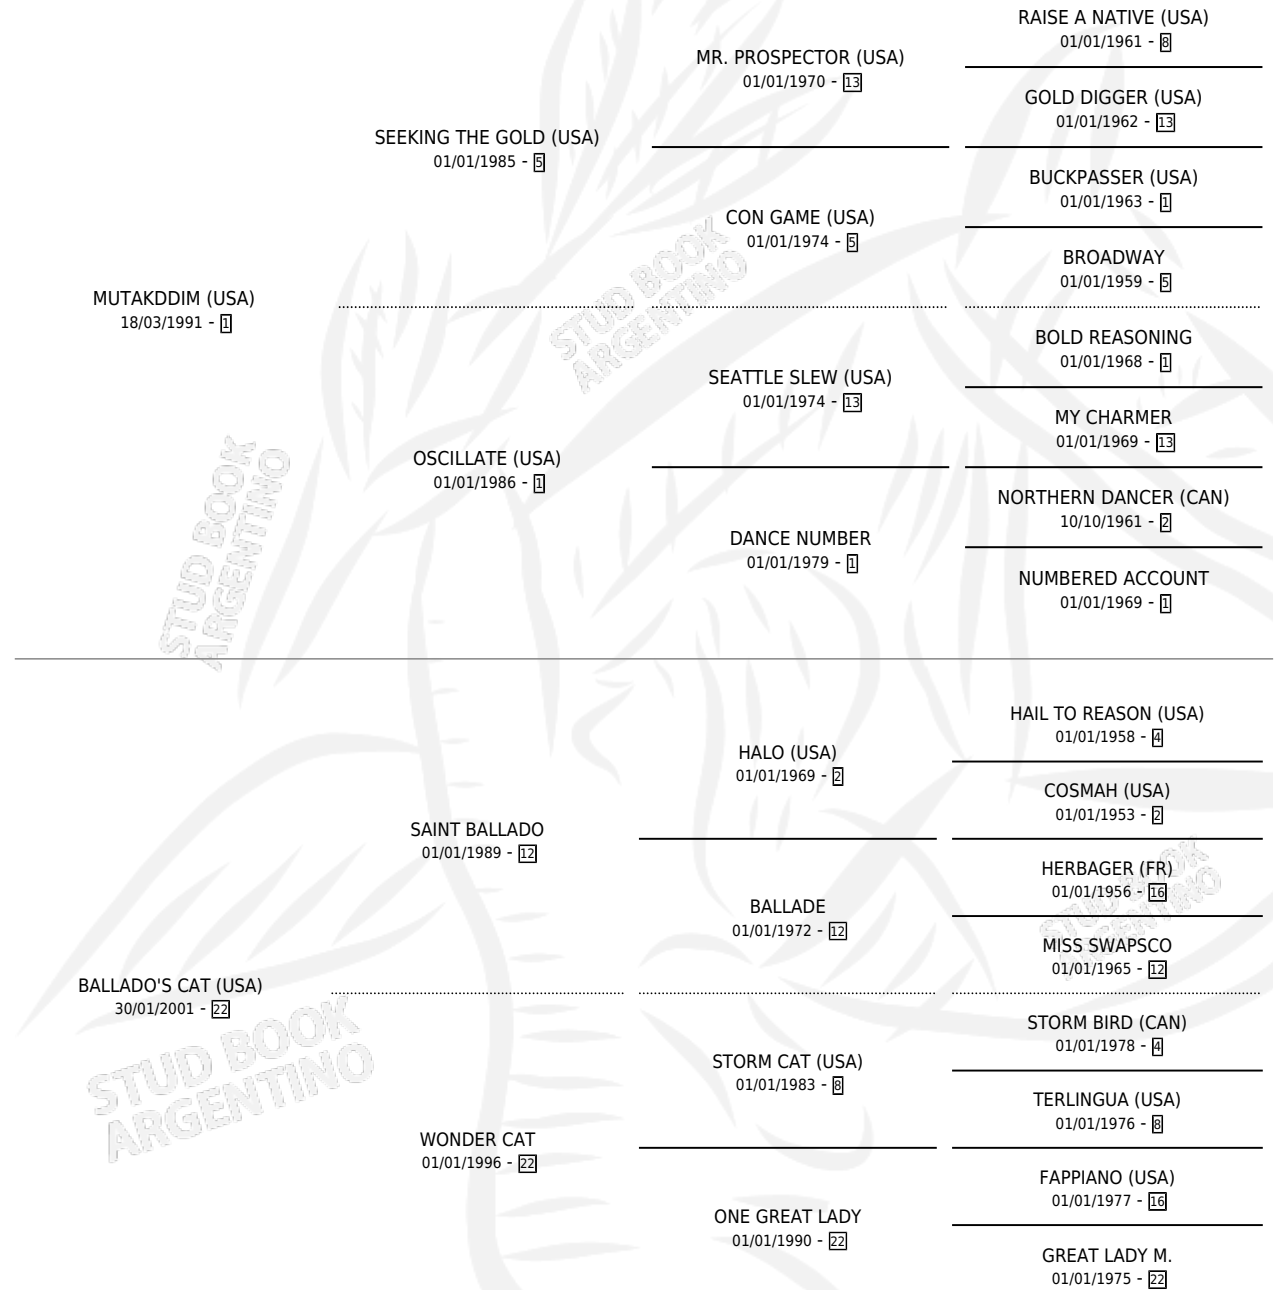 RAISE A NATIVE (USA)
01/01/1961 - 8
MR. PROSPECTOR (USA)
01/01/1970 - 13
GOLD DIGGER (USA)
01/01/1962 - 13
SEEKING THE GOLD (USA)
01/01/1985 - 5
BUCKPASSER (USA)
01/01/1963 - 1
CON GAME (USA)
01/01/1974 - 5
BROADWAY
01/01/1959 - 5
MUTAKDDIM (USA)
18/03/1991 - 1
BOLD REASONING
01/01/1968 - 1
SEATTLE SLEW (USA)
01/01/1974 - 13
MY CHARMER
01/01/1969 - 13
OSCILLATE (USA)
01/01/1986 - 1
NORTHERN DANCER (CAN)
10/10/1961 - 2
DANCE NUMBER
01/01/1979 - 1
NUMBERED ACCOUNT
01/01/1969 - 1
HAIL TO REASON (USA)
01/01/1958 - 4
HALO (USA)
01/01/1969 - 2
COSMAH (USA)
01/01/1953 - 2
SAINT BALLADO
01/01/1989 - 12
HERBAGER (FR)
01/01/1956 - 16
BALLADE
01/01/1972 - 12
MISS SWAPSCO
01/01/1965 - 12
BALLADO'S CAT (USA)
30/01/2001 - 22
STORM BIRD (CAN)
01/01/1978 - 4
STORM CAT (USA)
01/01/1983 - 8
TERLINGUA (USA)
01/01/1976 - 8
WONDER CAT
01/01/1996 - 22
FAPPIANO (USA)
01/01/1977 - 16
ONE GREAT LADY
01/01/1990 - 22
GREAT LADY M.
01/01/1975 - 22
STUD BOOK
ARGENTINO
STUD BOOK
ARGENTINO
STUD BOOK
ARGENTINO
STUD BOOK
ARGENTINO